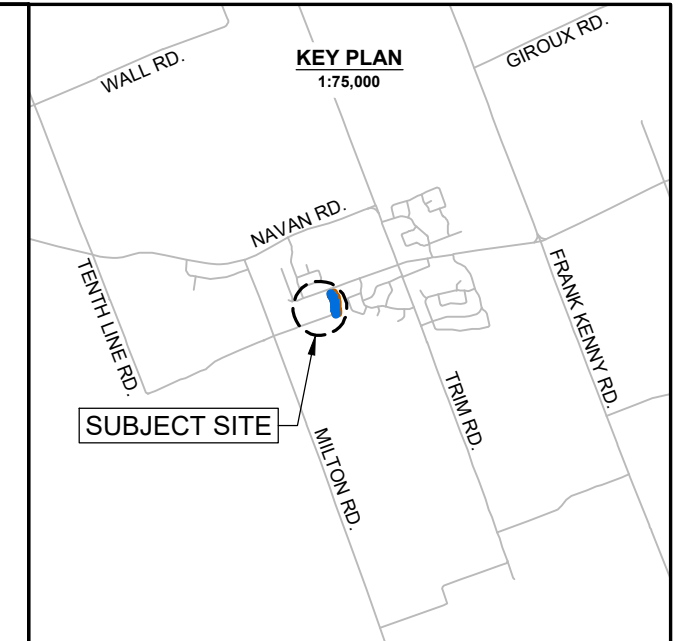 KEY PLAN
1:75,000
WALL RD.
GIROUX RD.
NAVAN RD.
TENTH LINE RD.
FRANK KENNY RD.
TRIM RD.
SUBJECT SITE
MILTON RD.